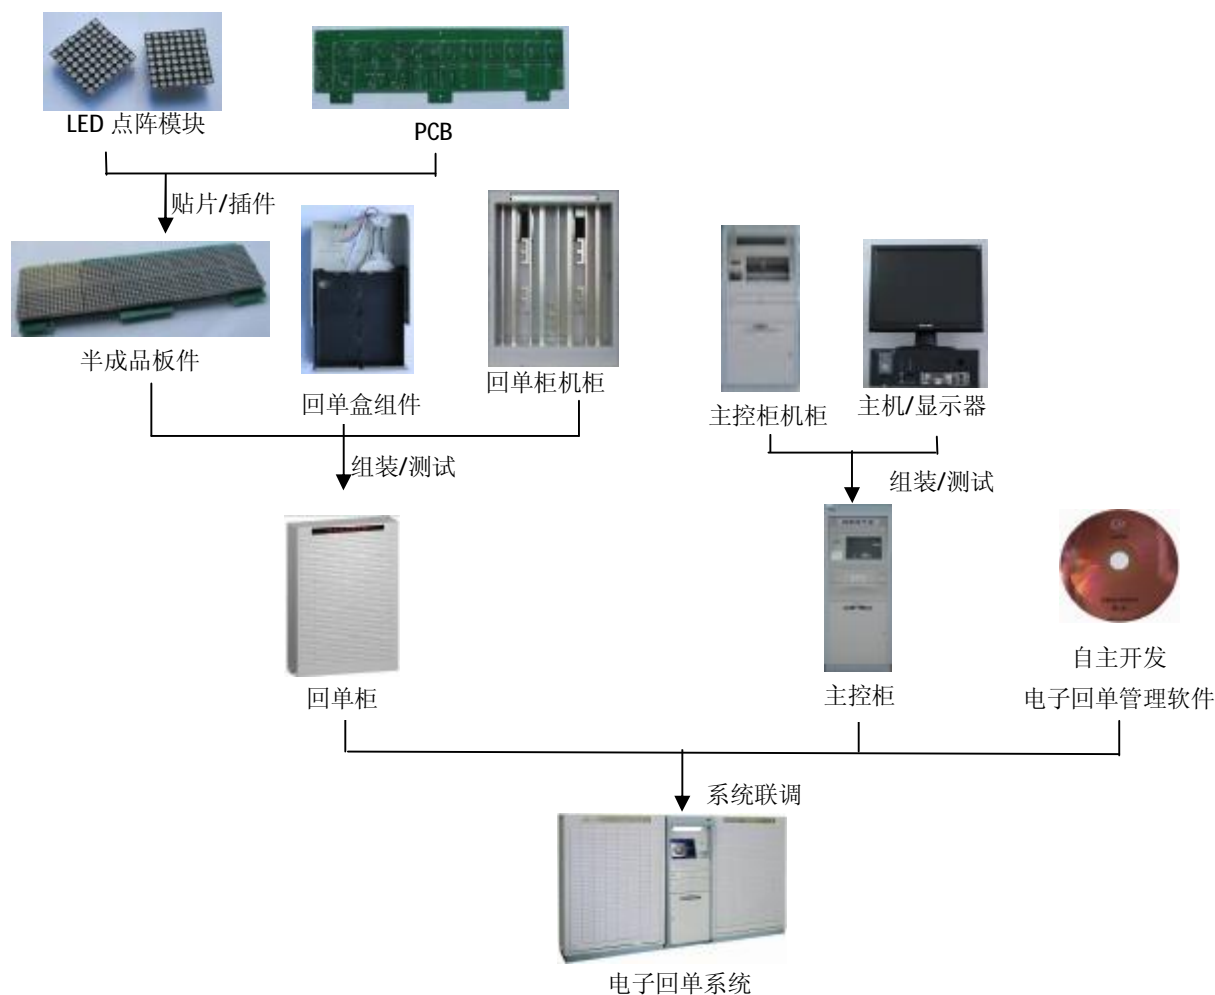 LED 点阵模块
PCB
贴片/插件
半成品板件
回单盒组件
回单柜机柜
主控柜机柜
主机/显示器
组装/测试
组装/测试
回单柜
主控柜
自主开发
电子回单管理软件
系统联调
电子回单系统